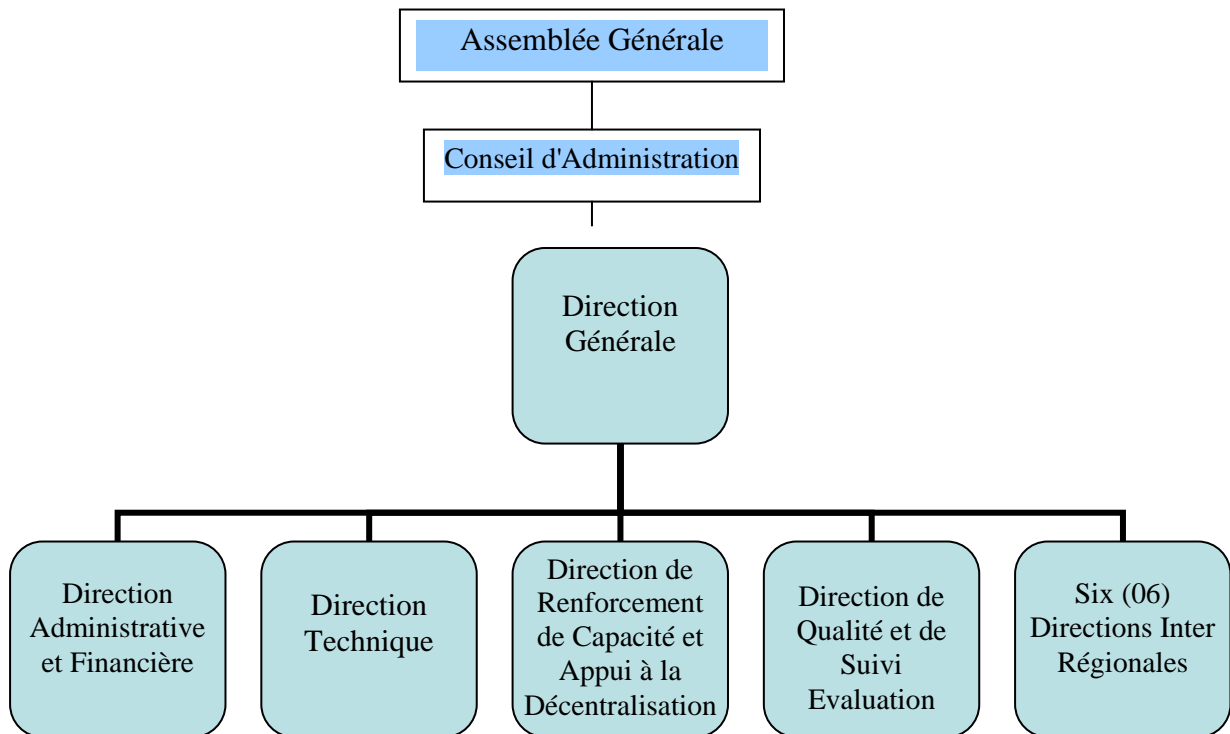 Assemblée Générale
Conseil d'Administration
Direction
Générale
Direction
Administrative
et Financière
Direction
Technique
Direction de
Renforcement
de Capacité et
Appui à la
Décentralisation
Direction de
Qualité et de
Suivi
Evaluation
Six (06)
Directions Inter
Régionales